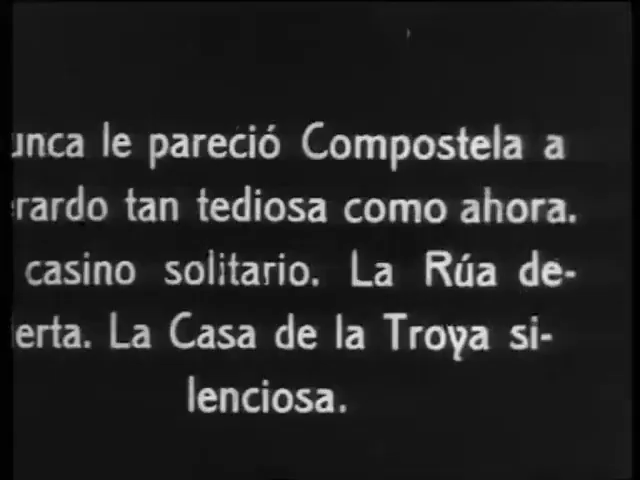 unca le pareció Compostela a
rardo tan tediosa como ahora.
casino solitario. La Rúa de-
ierta. La Casa de la Troya si-
lenciosa.